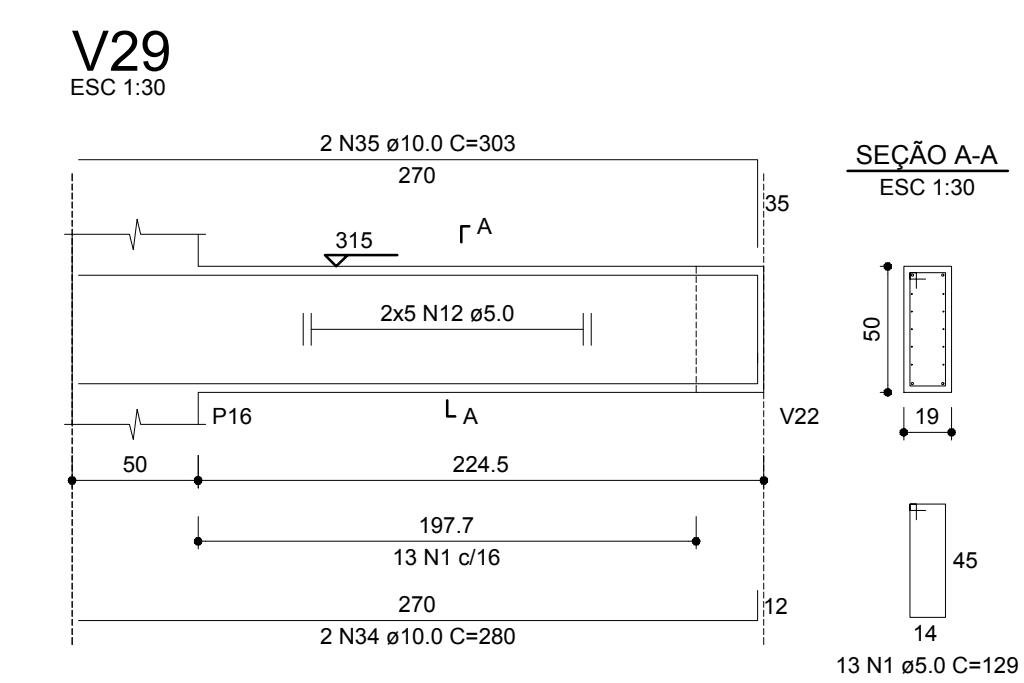 V29
ESC 1:30
2 N35 ø10.0 C=303
270
35
SEÇÃO A-A
ESC 1:30
A
315
2x5 N12 ø5.0
50
19
P16
A
V22
50
224.5
197.7
13 N1 c/16
45
14
13 N1 ø5.0 C=129
270
12
2 N34 ø10.0 C=280